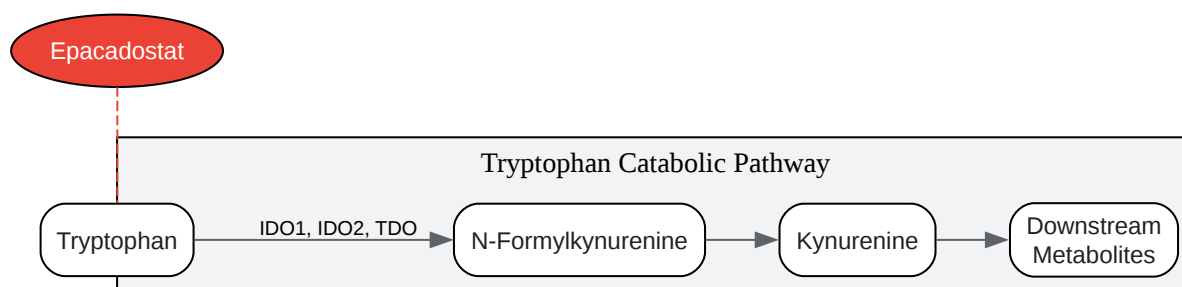 Epacadostat
Tryptophan Catabolic Pathway
Tryptophan
IDO1, IDO2, TDO
N-Formylkynurenine
Kynurenine
Downstream
Metabolites